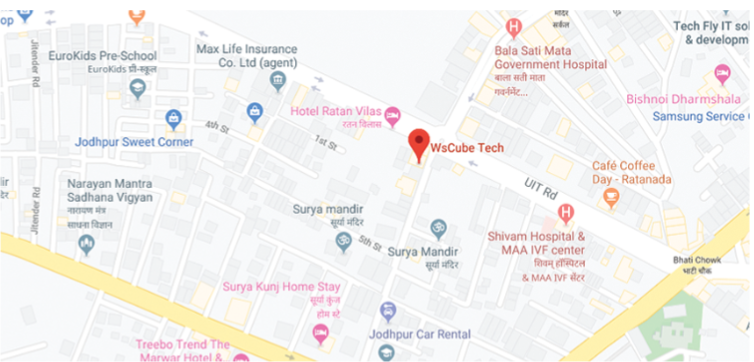 op
Jitender Rd
EuroKids Pre-School
EuroKids प्री-स्कूल
Max Life Insurance
Co. Ltd (agent)
मंदिर
सर्कल
Tech Fly IT sol
& developm
Bala Sati Mata
Government Hospital
बाला सती माता
गवर्नमेंट...
Bishnoi Dharmshala
Samsung Service
Hotel Ratan Vilas
रतन विलास
4th St
1st St
Jodhpur Sweet Corner
WsCube Tech
Café Coffee
Day - Ratanada
UIT Rd
Narayan Mantra
Sadhana Vigyan
नारायण मंत्र
साधना विज्ञान
Jitender Rd
Surya mandir
सूर्य मंदिर
5th St
Surya Mandir
सूर्या मंदिर
Shivam Hospital &
MAA IVF center
शिवम् हॉस्पिटल
& MAA IVF सेंटर
Bhati Chowk
भाटी चौक
Surya Kunj Home Stay
सूर्या कुंज
होम स्टे
Jodhpur Car Rental
Treebo Trend The
Marwar Hotel &